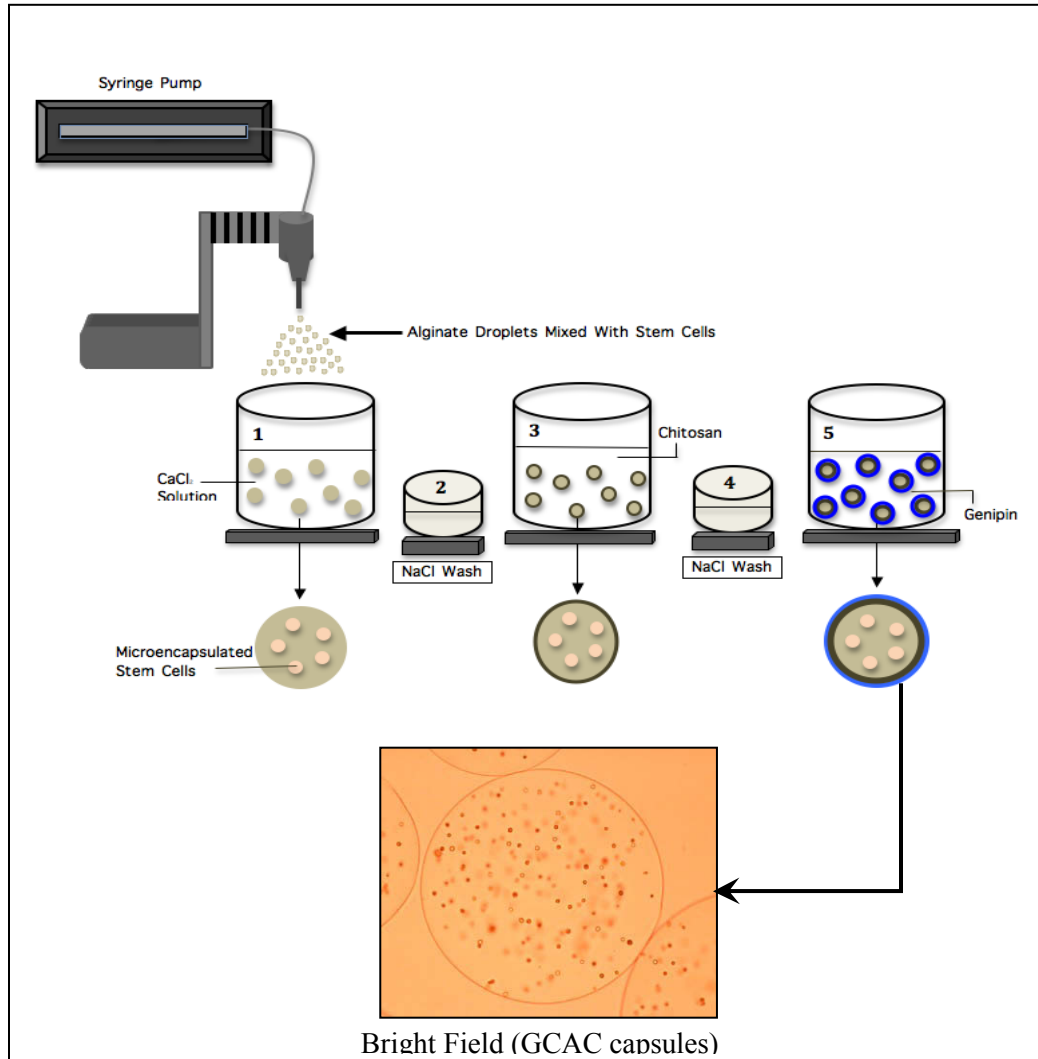 Syringe Pump
Alginate Droplets Mixed With Stem Cells
1
CaCl₂
Solution
2
NaCl Wash
3
Chitosan
4
NaCl Wash
5
Genipin
Microencapsulated
Stem Cells
Bright Field (GCAC capsules)